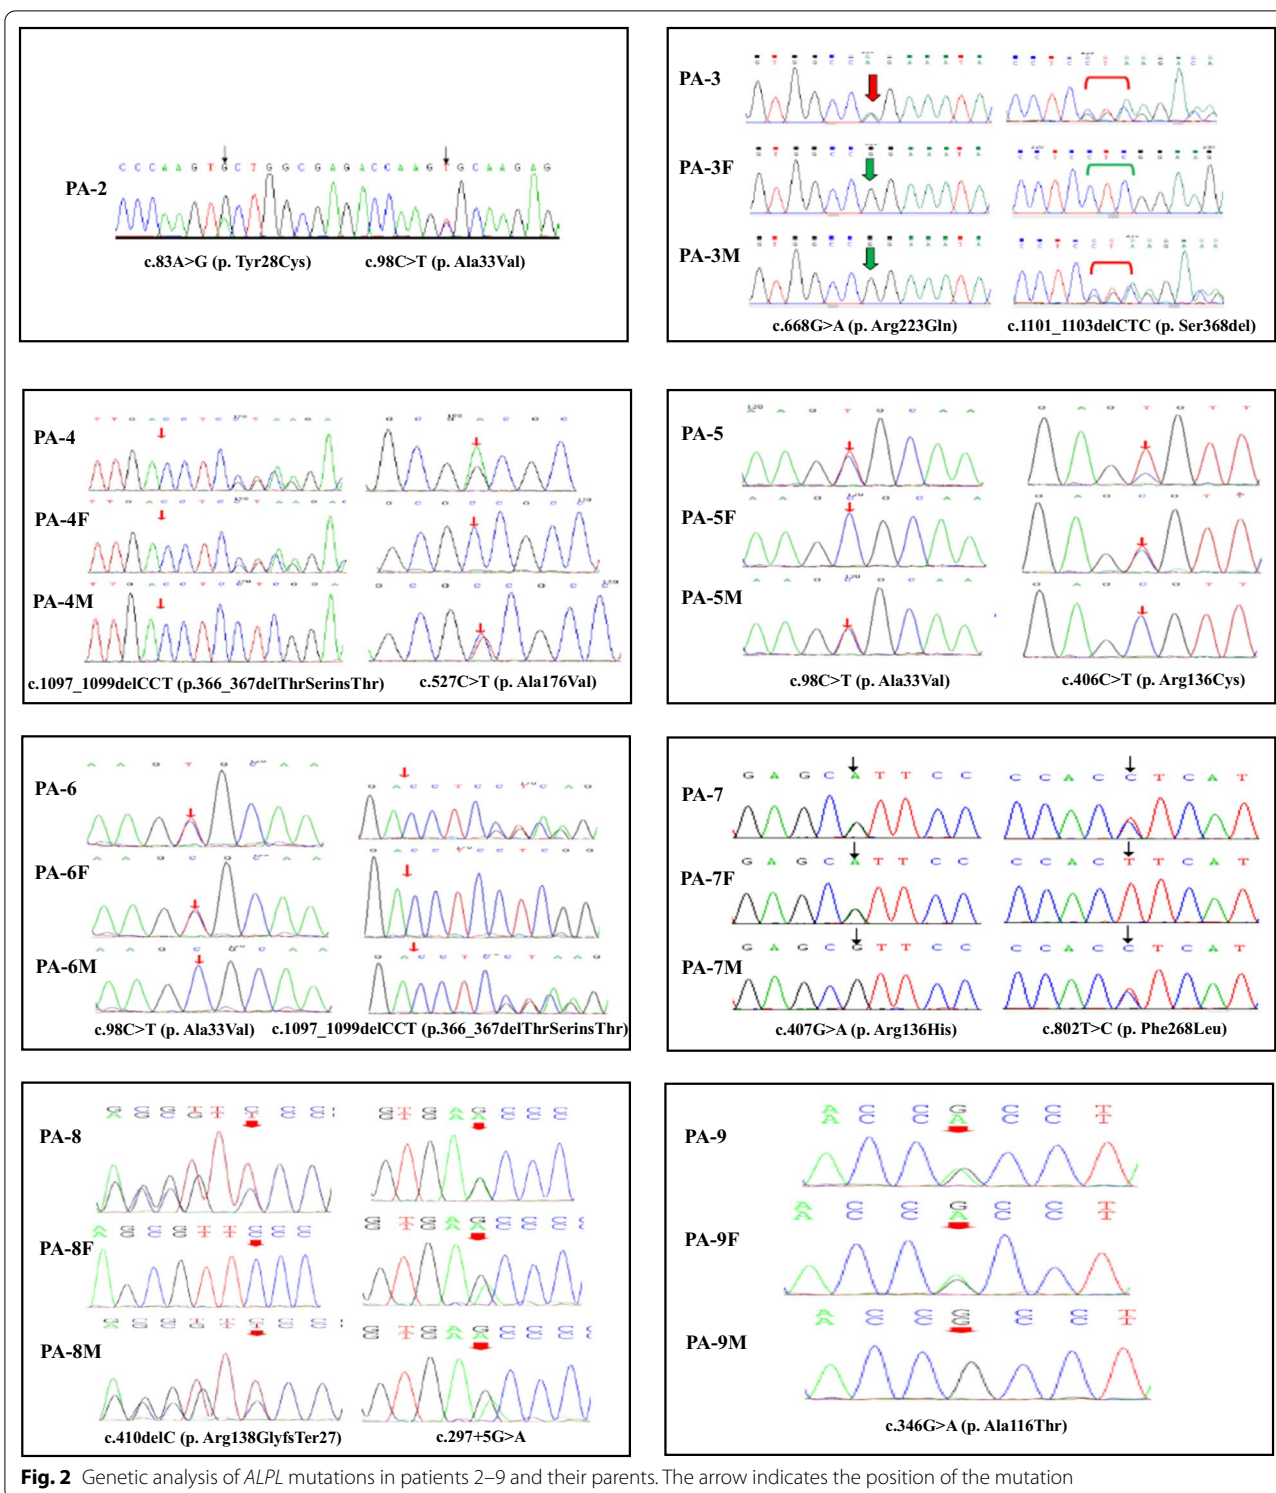 PA-2
C C C A A G T G C T G G C G A G A C C A A G T G C A A G A G
c.83A>G (p. Tyr28Cys) c.98C>T (p. Ala33Val)
PA-3
G T G G C C A G A A A T A
C C T C C T A A G A C A
PA-3F
G T G G C C G G A A A T A
C C T C C T C G G A A G
PA-3M
G T G G C C G G A A A T A
C C T C C T A A G A A A
c.668G>A (p. Arg223Gln) c.1101_1103delCTC (p. Ser368del)
PA-4
T T G A C C T C C T A A G A
G C G A C G C
PA-4F
T T G A C C T C C T A A G A C
G C G C C G C C
PA-4M
T T G A C C T C C T C G G A
G C G C C G C C
c.1097_1099delCCT (p.366_367delThrSerinsThr) c.527C>T (p. Ala176Val)
PA-5
A A G T G C A A
G A G T G T T
PA-5F
A A G C G C A A
G A G C G T T
PA-5M
A A G C G C A A
G A G C G T T
c.98C>T (p. Ala33Val) c.406C>T (p. Arg136Cys)
PA-6
A A G T G C A A
G A C C T C C T C A G
PA-6F
A A G C G C A A
G A C C T C C T C G G
PA-6M
A A G C G C A A
G A C C T C C T A A G
c.98C>T (p. Ala33Val) c.1097_1099delCCT (p.366_367delThrSerinsThr)
PA-7
G A G C A T T C C
C C A C C T C A T
PA-7F
G A G C A T T C C
C C A C T T C A T
PA-7M
G A G C G T T C C
C C A C C T C A T
c.407G>A (p. Arg136His) c.802T>C (p. Phe268Leu)
PA-8
PA-8F
A G C G T T C C C
PA-8M
c.410delC (p. Arg138GlyfsTer27) c.297+5G>A
PA-9
PA-9F
PA-9M
c.346G>A (p. Ala116Thr)
Fig. 2 Genetic analysis of ALPL mutations in patients 2–9 and their parents. The arrow indicates the position of the mutation